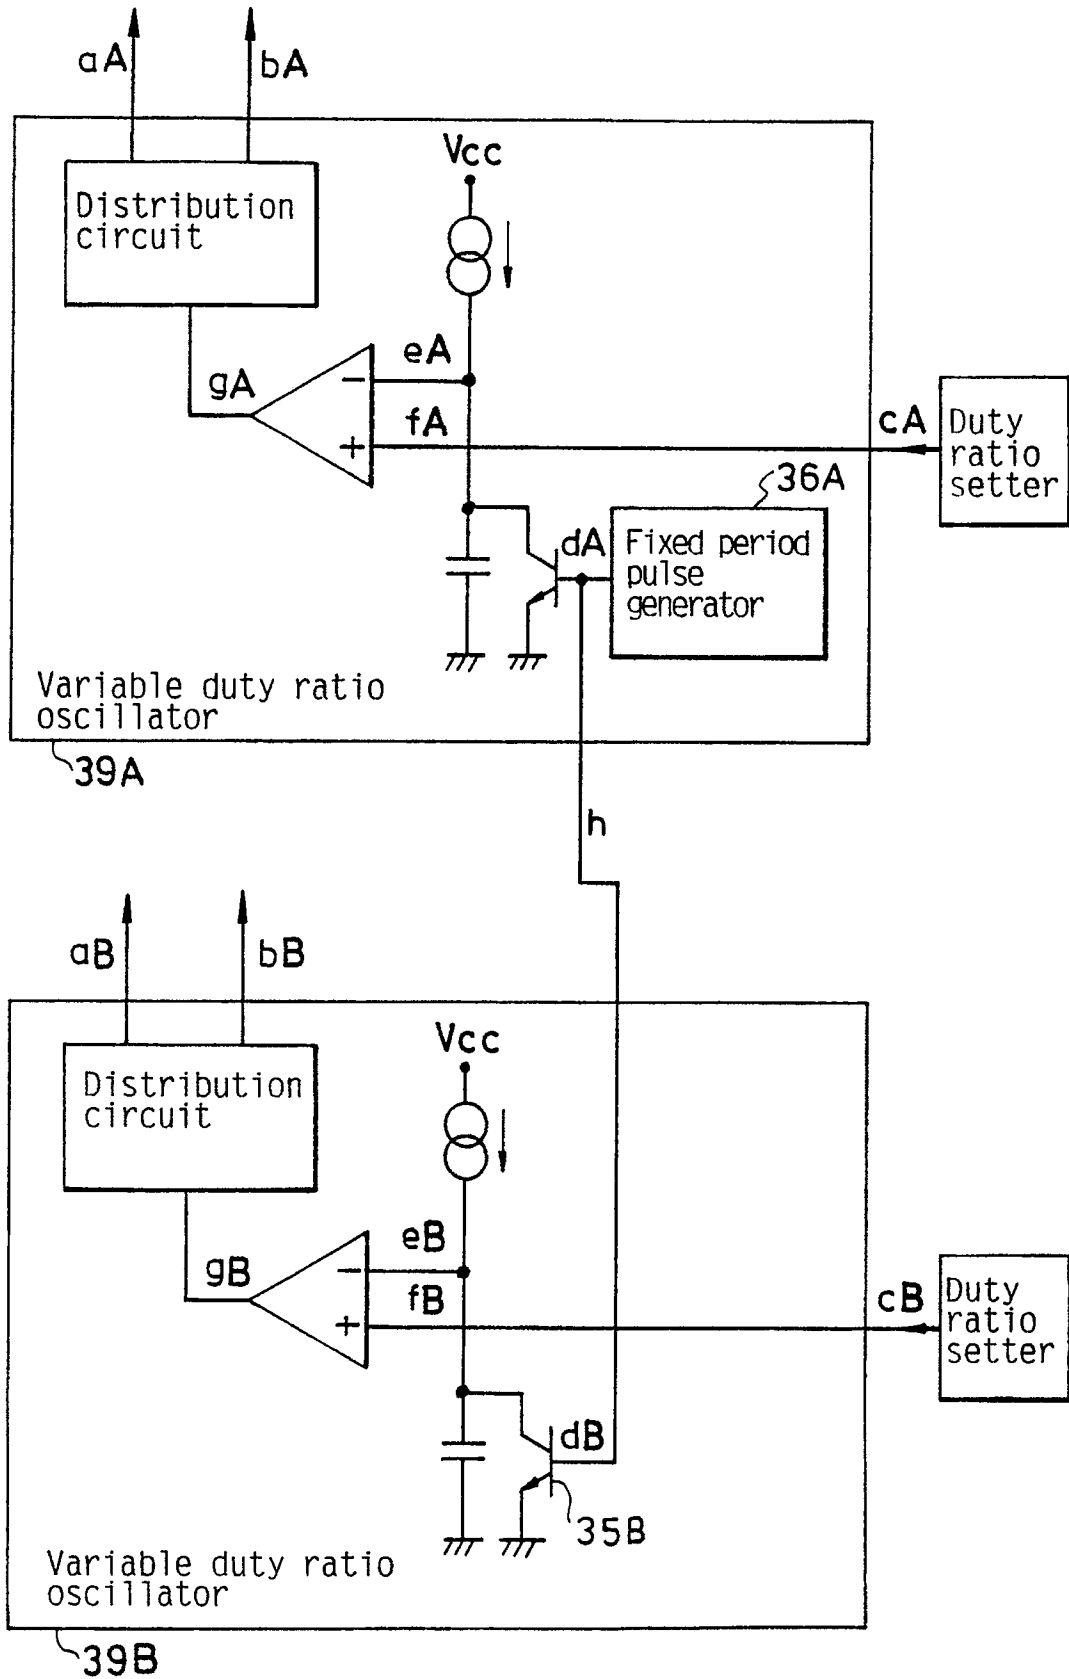 aA
bA
Vcc
Distribution
circuit
eA
gA
−
fA
+
cA
Duty
ratio
setter
36A
dA
Fixed period
pulse
generator
Variable duty ratio
oscillator
39A
h
aB
bB
Vcc
Distribution
circuit
eB
gB
−
fB
+
cB
Duty
ratio
setter
dB
35B
Variable duty ratio
oscillator
39B